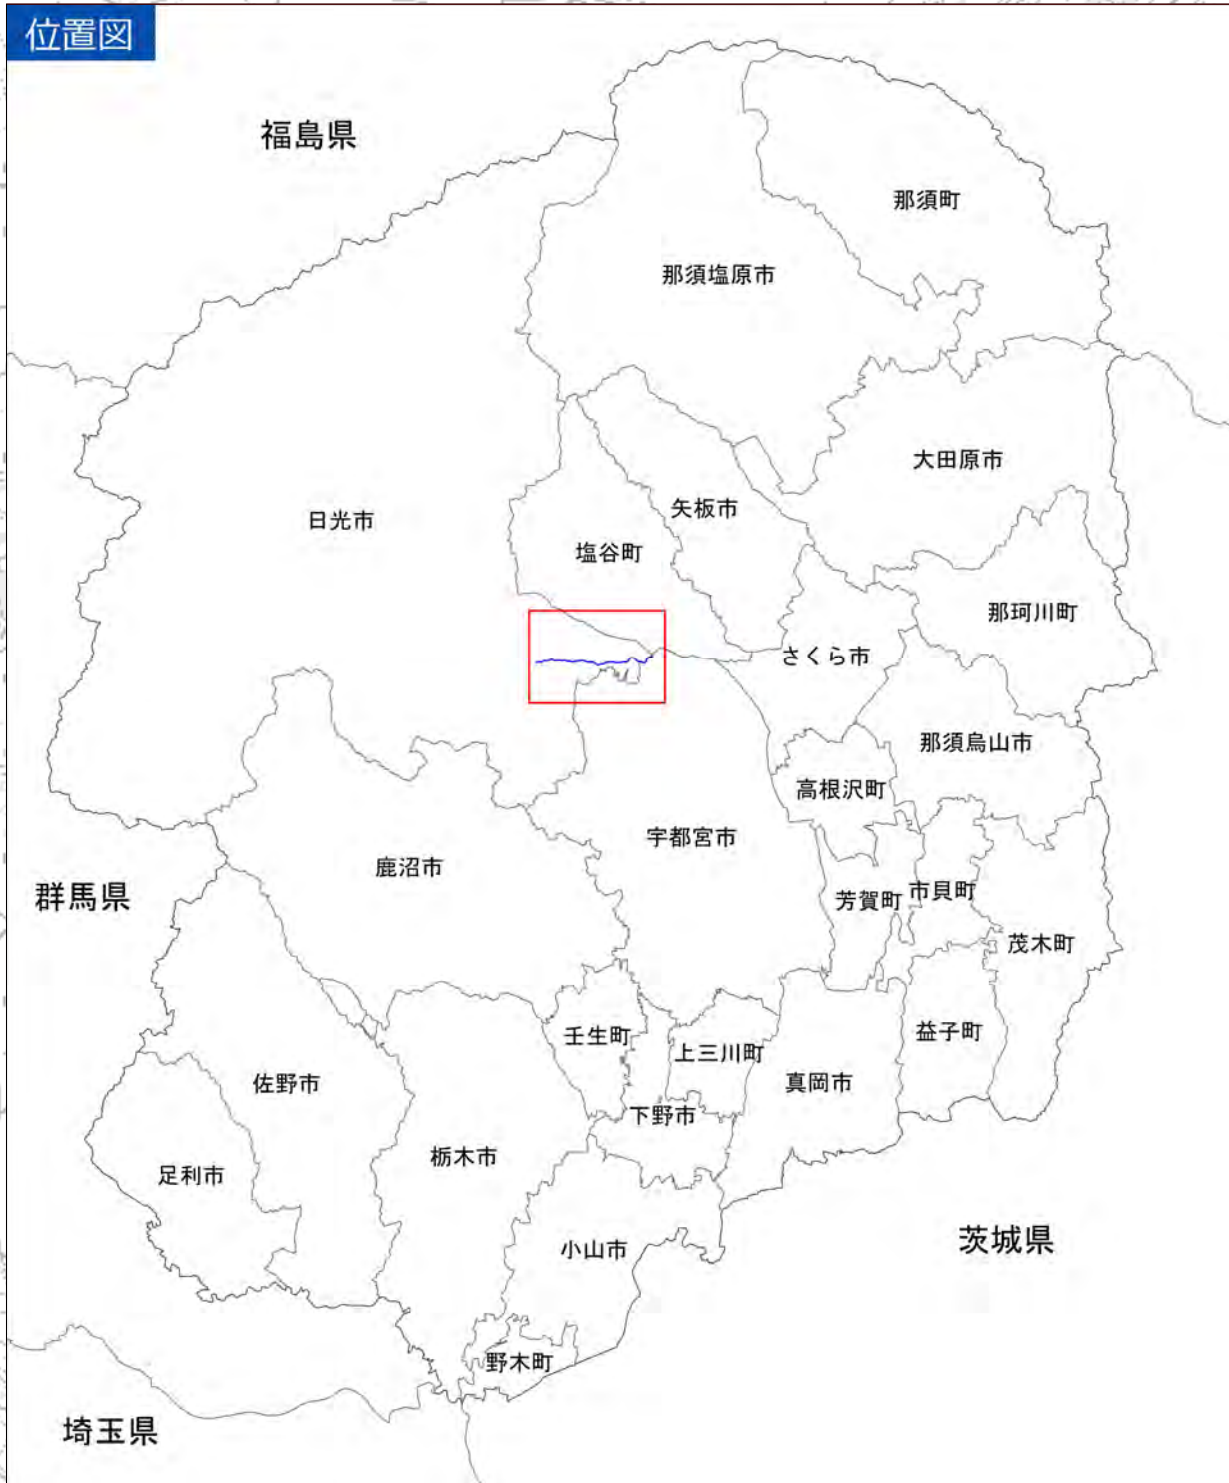 位置図
福島県
那須町
那須塩原市
大田原市
矢板市
日光市
塩谷町
那珂川町
さくら市
那須烏山市
高根沢町
宇都宮市
鹿沼市
市貝町
群馬県
芳賀町
茂木町
益子町
壬生町
上三川町
真岡市
佐野市
下野市
栃木市
足利市
茨城県
小山市
野木町
埼玉県